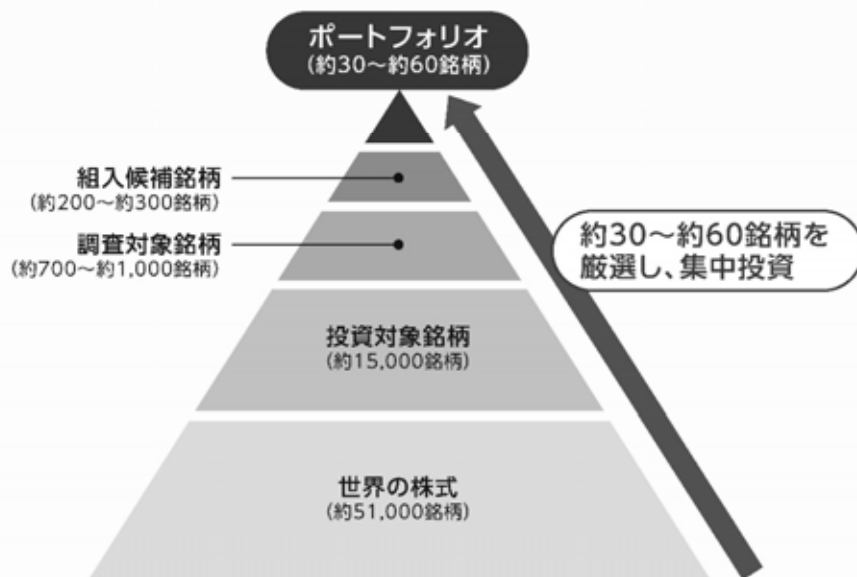 ポートフォリオ
(約30〜約60銘柄)
組入候補銘柄
(約200〜約300銘柄)
調査対象銘柄
(約700〜約1,000銘柄)
約30〜約60銘柄を
厳選し、集中投資
投資対象銘柄
(約15,000銘柄)
世界の株式
(約51,000銘柄)